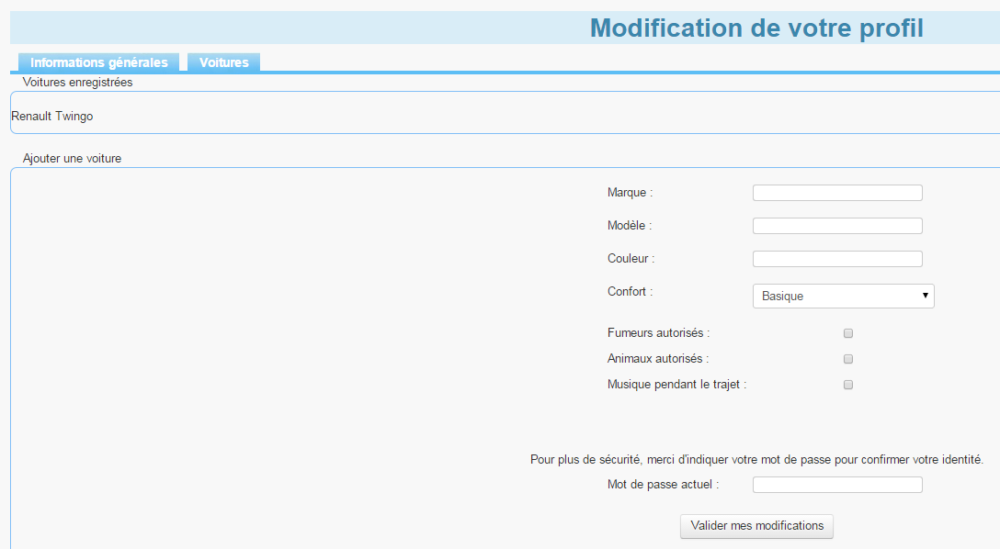 Modification de votre profil
Informations générales Voitures
Voitures enregistrées
Renault Twingo
Ajouter une voiture
Marque :
Modèle :
Couleur :
Confort : Basique
Fumeurs autorisés :
Animaux autorisés :
Musique pendant le trajet :
Pour plus de sécurité, merci d'indiquer votre mot de passe pour confirmer votre identité.
Mot de passe actuel :
Valider mes modifications